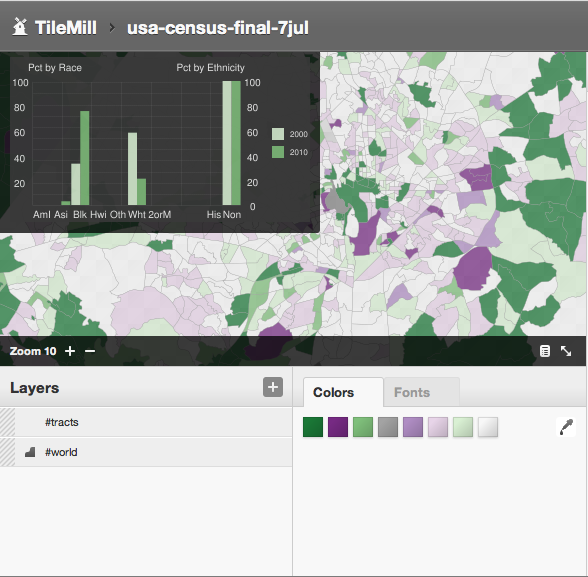 TileMill › usa-census-final-7jul
Pct by Race
Pct by Ethnicity
100
80
60
40
20
AmI Asi Blk Hwi Oth Wht 2orM
100
80
60
40
20
0
His Non
2000
2010
Zoom 10 + −
Layers +
#tracts
#world
Colors
Fonts